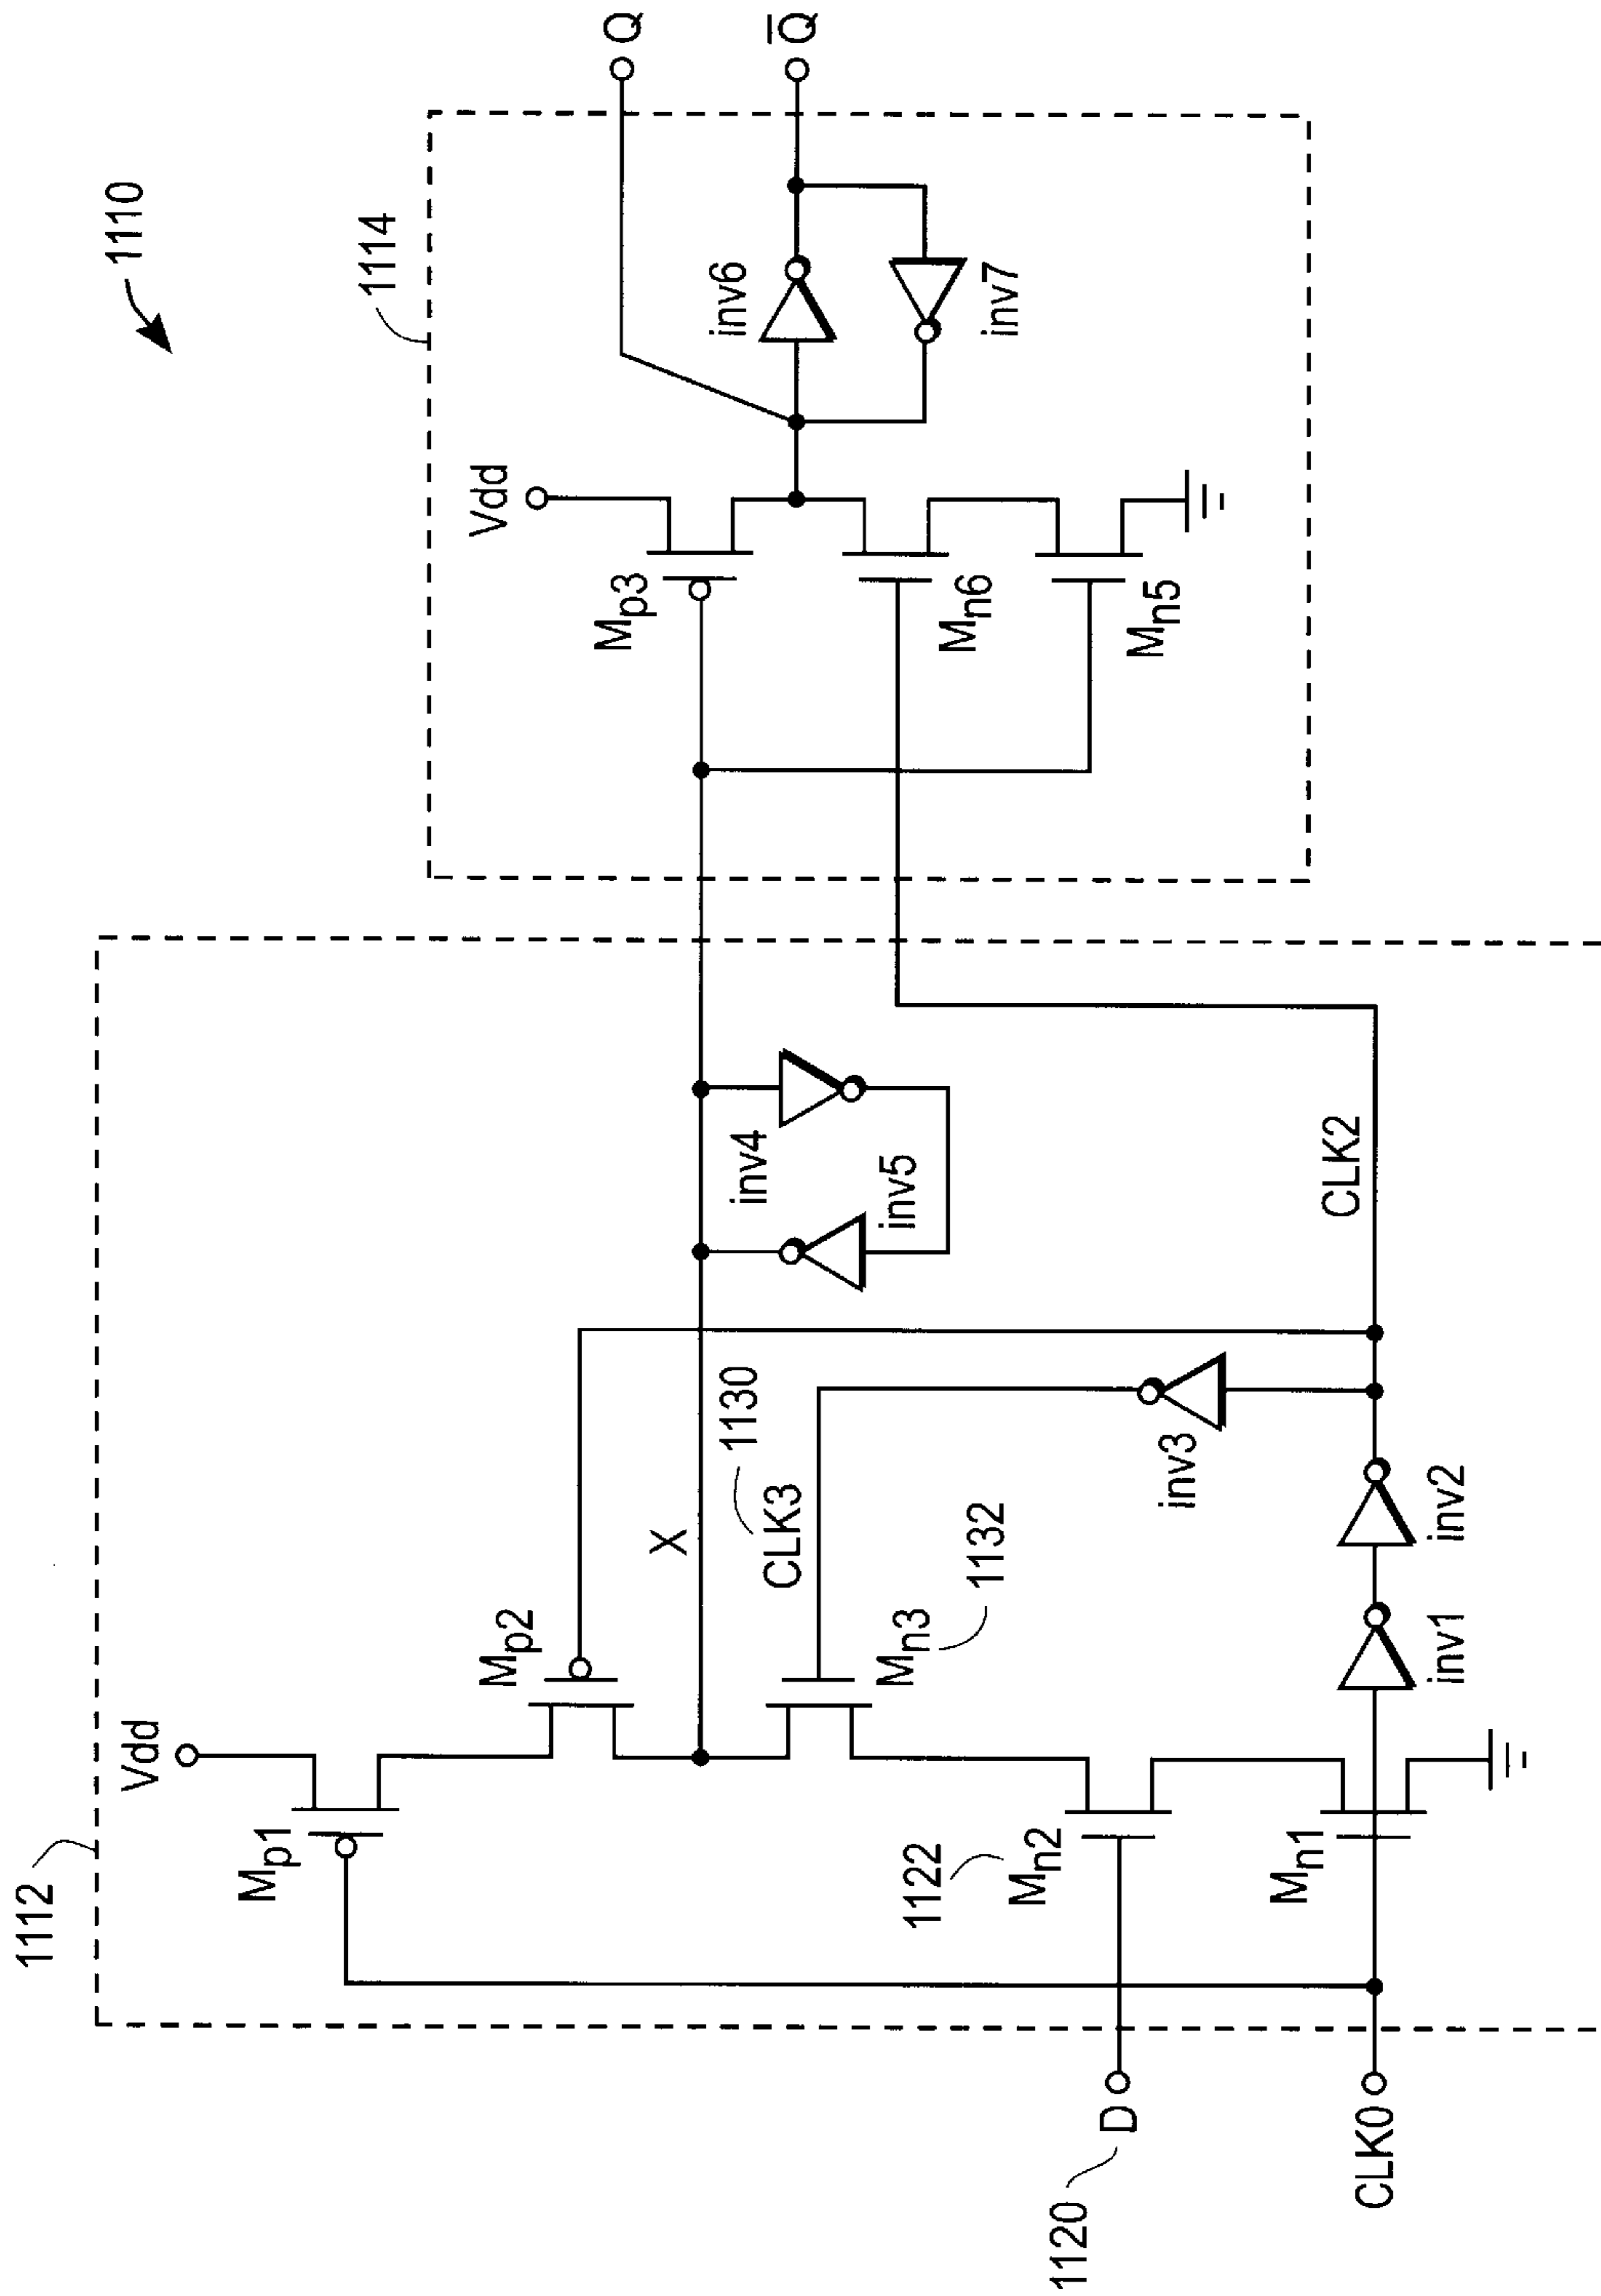 1110
1112
1114
Vdd
Mp1
Mp2
X
1130
CLK3
Mn3
1132
inv4
inv5
inv3
1122
Mn2
Mn1
inv1
inv2
CLK2
1120
D
CLK0
Vdd
Mp3
Mn6
Mn5
inv6
inv7
Q
Q̅